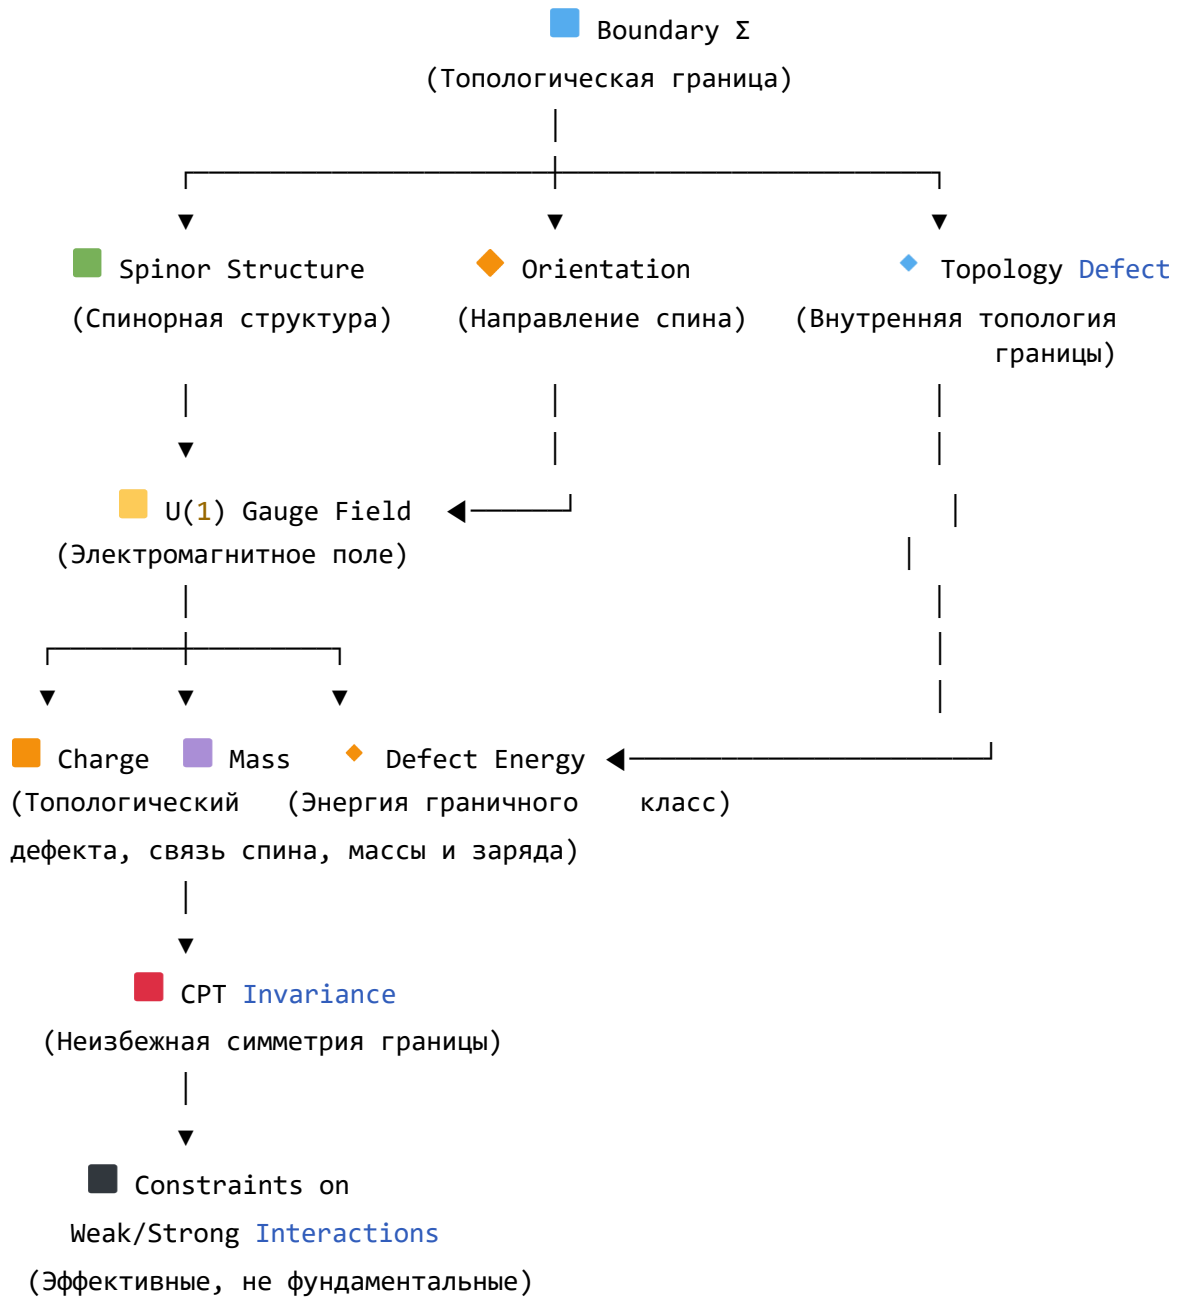 Boundary Σ
(Топологическая граница)
Spinor Structure Orientation Topology Defect
(Спинорная структура) (Направление спина) (Внутренняя топология
границы)
U(1) Gauge Field
(Электромагнитное поле)
Charge Mass Defect Energy
(Топологический (Энергия граничного класс)
дефекта, связь спина, массы и заряда)
CPT Invariance
(Неизбежная симметрия границы)
Constraints on
Weak/Strong Interactions
(Эффективные, не фундаментальные)